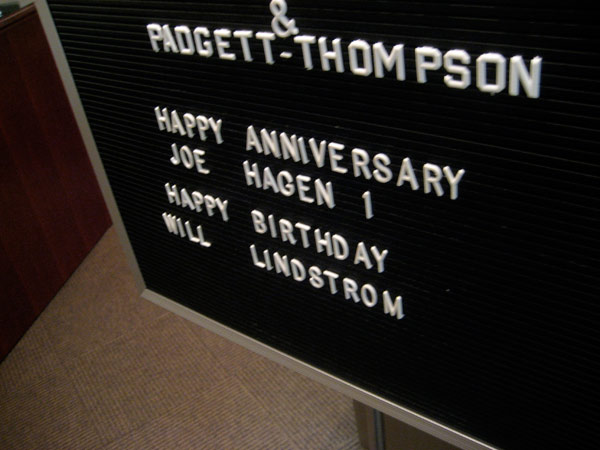 &
PADGETT-THOMPSON
HAPPY ANNIVERSARY
JOE HAGEN 1
HAPPY BIRTHDAY
WILL LINDSTROM